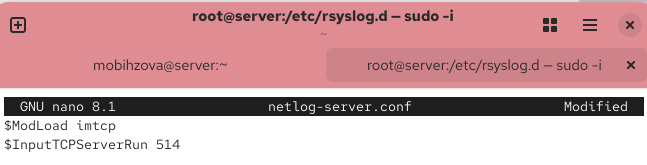 root@server:/etc/rsyslog.d — sudo -i
~
mobihzova@server:~
root@server:/etc/rsyslog.d — sudo -i
GNU nano 8.1 netlog-server.conf Modified
$ModLoad imtcp
$InputTCPServerRun 514